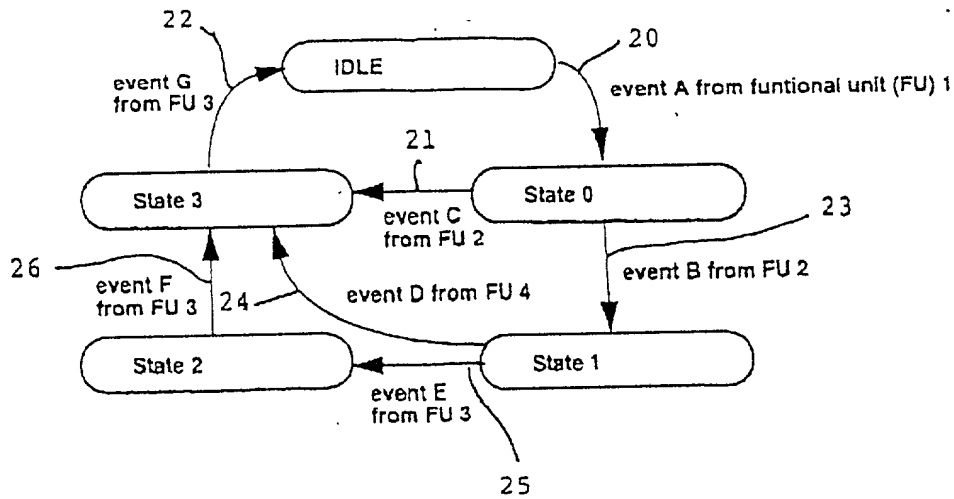 22
20
IDLE
event G
from FU 3
event A from funtional unit (FU) 1
21
State 3
State 0
event C
from FU 2
23
26
event F
from FU 3
24
event D from FU 4
event B from FU 2
State 2
State 1
event E
from FU 3
25